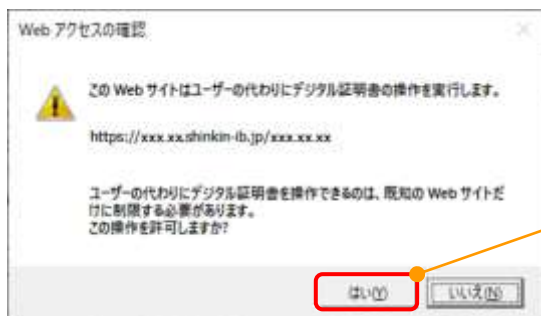 Web アクセスの確認
この Web サイトはユーザーの代わりにデジタル証明書の操作を実行します。
https://xxx.xx.shinkin-ib.jp/xxx.xx.xx
ユーザーの代わりにデジタル証明書を操作できるのは、既知の Web サイトだ
けに制限する必要があります。
この操作を許可しますか?
はい(Y) いいえ(N)